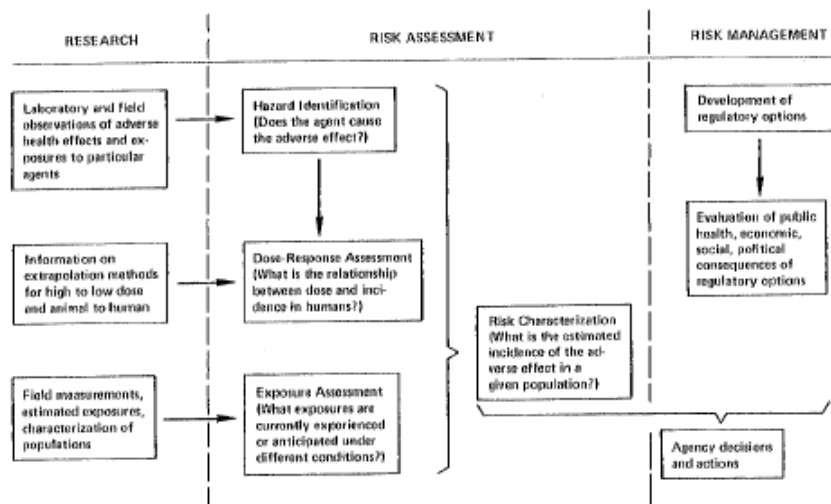 RESEARCH
RISK ASSESSMENT
RISK MANAGEMENT
Laboratory and field
observations of adverse
health effects and ex-
posures to particular
agents
Hazard Identification
(Does the agent cause
the adverse effect?)
Development of
regulatory options
Information on
extrapolation methods
for high to low dose
and animal to human
Dose-Response Assessment
(What is the relationship
between dose and inci-
dence in humans?)
Evaluation of public
health, economic,
social, political
consequences of
regulatory options
Risk Characterization
(What is the estimated
incidence of the ad-
verse effect in a
given population?)
Field measurements,
estimated exposures,
characterization of
populations
Exposure Assessment
(What exposures are
currently experienced
or anticipated under
different conditions?)
Agency decisions
and actions